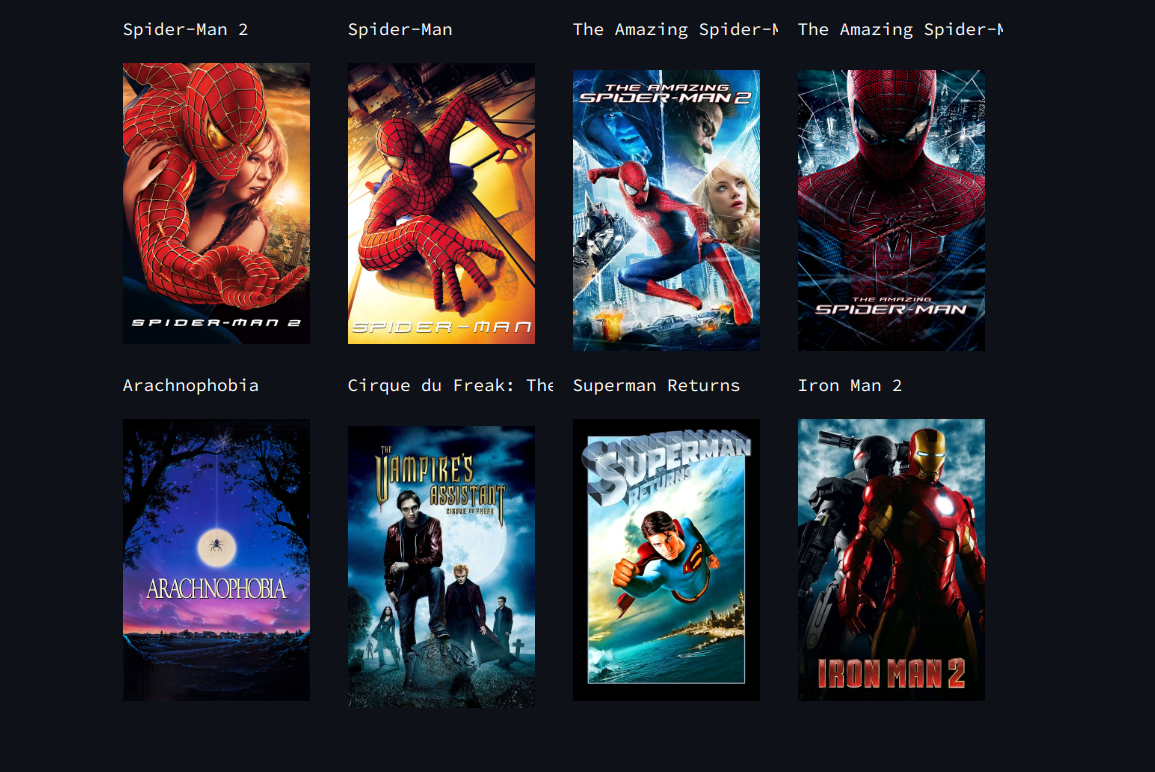 Spider-Man 2
Spider-Man
The Amazing Spider-M
The Amazing Spider-M
SPIDER-MAN 2
SPIDER-MAN
THE AMAZING
SPIDER-MAN 2
THE AMAZING
SPIDER-MAN
Arachnophobia
Cirque du Freak: The
Superman Returns
Iron Man 2
ARACHNOPHOBIA
THE
VAMPIRE'S
ASSISTANT
CIRQUE DU FREAK
SUPERMAN
RETURNS
IRON MAN 2